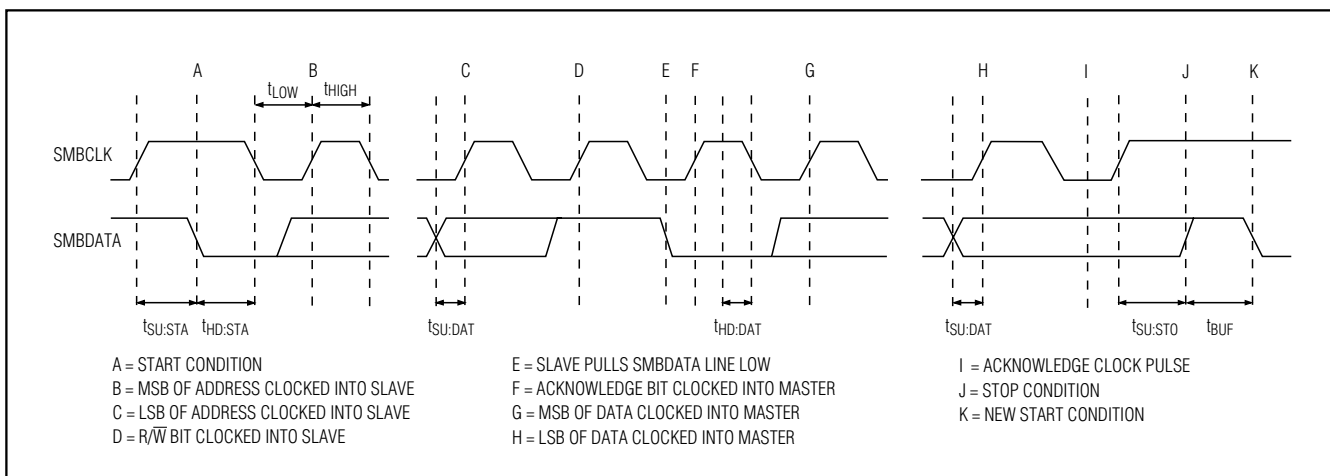 A B C D E F G H I J K
tLOW tHIGH
SMBCLK
SMBDATA
tSU:STA tHD:STA tSU:DAT tHD:DAT tSU:DAT tSU:STO tBUF
A = START CONDITION
B = MSB OF ADDRESS CLOCKED INTO SLAVE
C = LSB OF ADDRESS CLOCKED INTO SLAVE
D = R/W̅ BIT CLOCKED INTO SLAVE
E = SLAVE PULLS SMBDATA LINE LOW
F = ACKNOWLEDGE BIT CLOCKED INTO MASTER
G = MSB OF DATA CLOCKED INTO MASTER
H = LSB OF DATA CLOCKED INTO MASTER
I = ACKNOWLEDGE CLOCK PULSE
J = STOP CONDITION
K = NEW START CONDITION